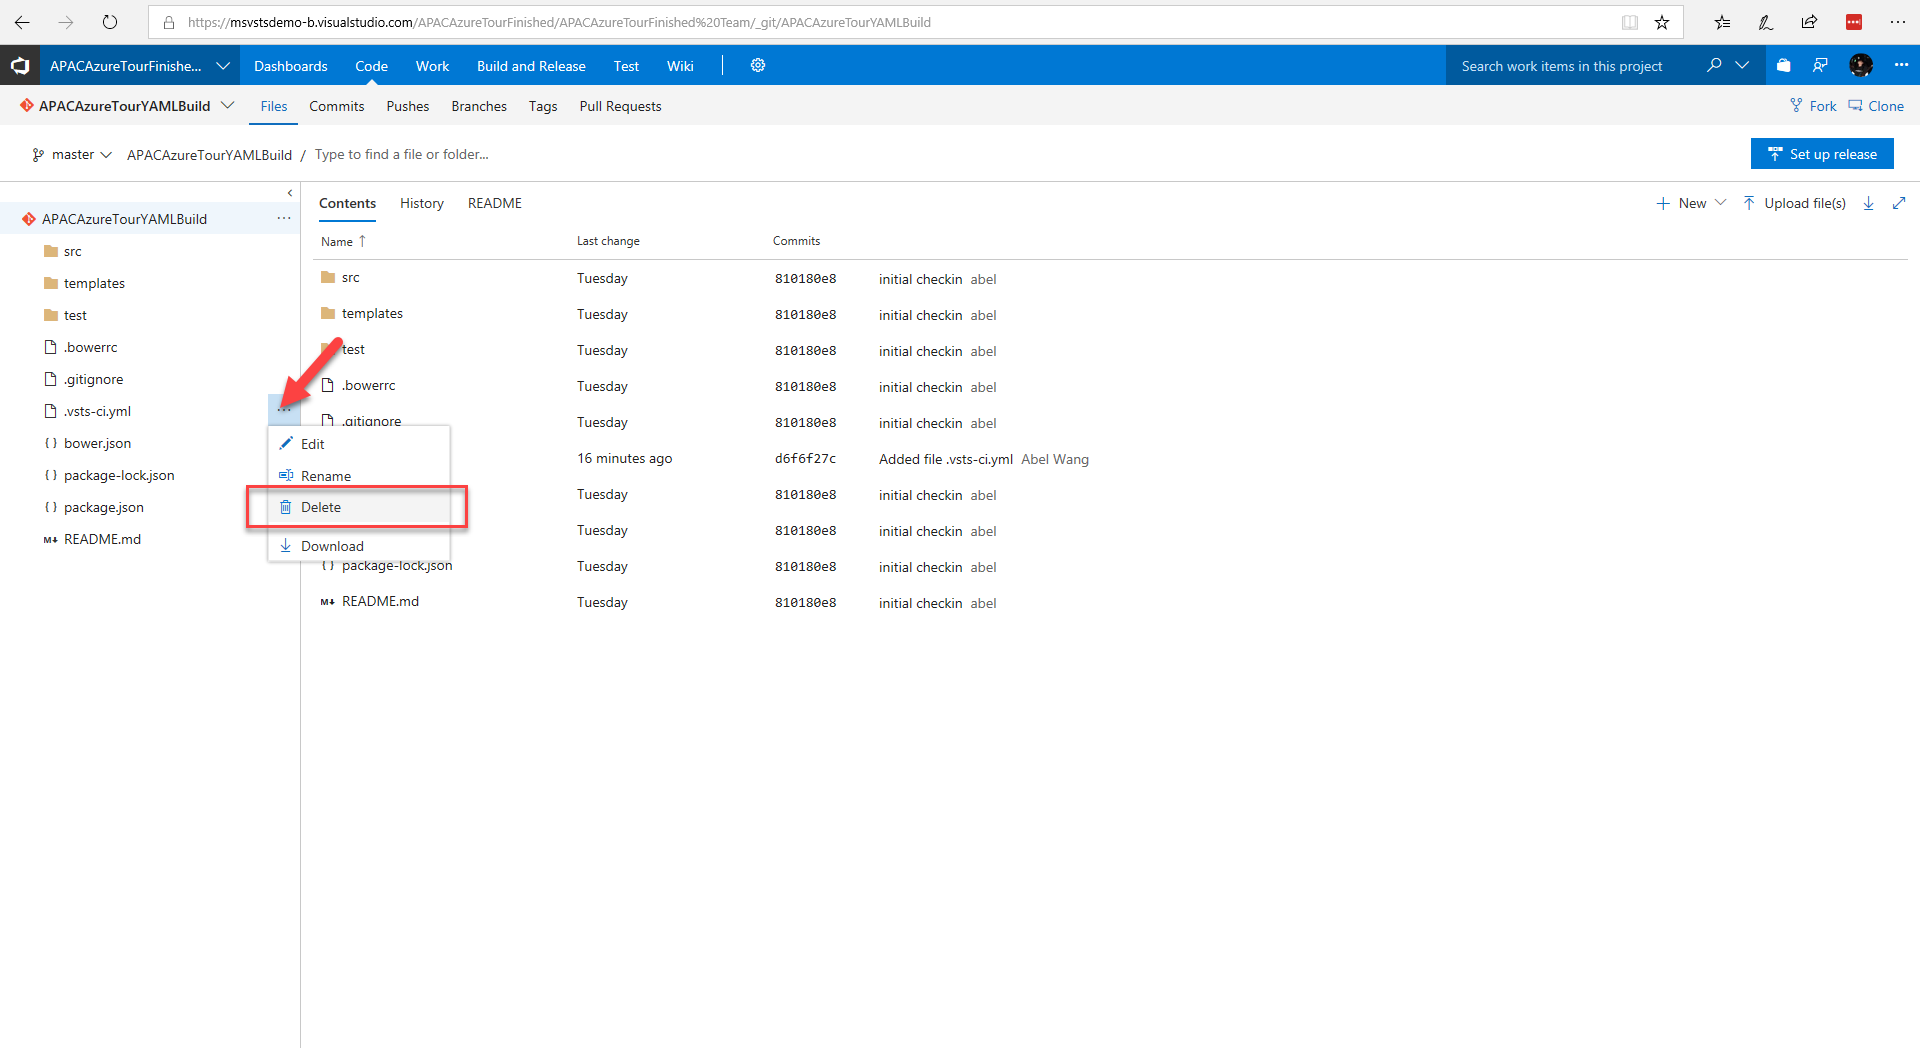 https://msvstsdemo-b.visualstudio.com/APACAzureTourFinished/APACAzureTourFinished%20Team/_git/APACAzureTourYAMLBuild
APACAzureTourFinishe... Dashboards Code Work Build and Release Test Wiki Search work items in this project
APACAzureTourYAMLBuild Files Commits Pushes Branches Tags Pull Requests Fork Clone
master APACAzureTourYAMLBuild / Type to find a file or folder... Set up release
APACAzureTourYAMLBuild ...
src
templates
test
.bowerrc
.gitignore
.vsts-ci.yml ...
bower.json
package-lock.json
package.json
README.md
Edit
Rename
Delete
Download
Contents History README New Upload file(s)
Name Last change Commits
src Tuesday 810180e8 initial checkin abel
templates Tuesday 810180e8 initial checkin abel
test Tuesday 810180e8 initial checkin abel
.bowerrc Tuesday 810180e8 initial checkin abel
.gitignore Tuesday 810180e8 initial checkin abel
16 minutes ago d6f6f27c Added file .vsts-ci.yml Abel Wang
Tuesday 810180e8 initial checkin abel
Tuesday 810180e8 initial checkin abel
package-lock.json Tuesday 810180e8 initial checkin abel
README.md Tuesday 810180e8 initial checkin abel